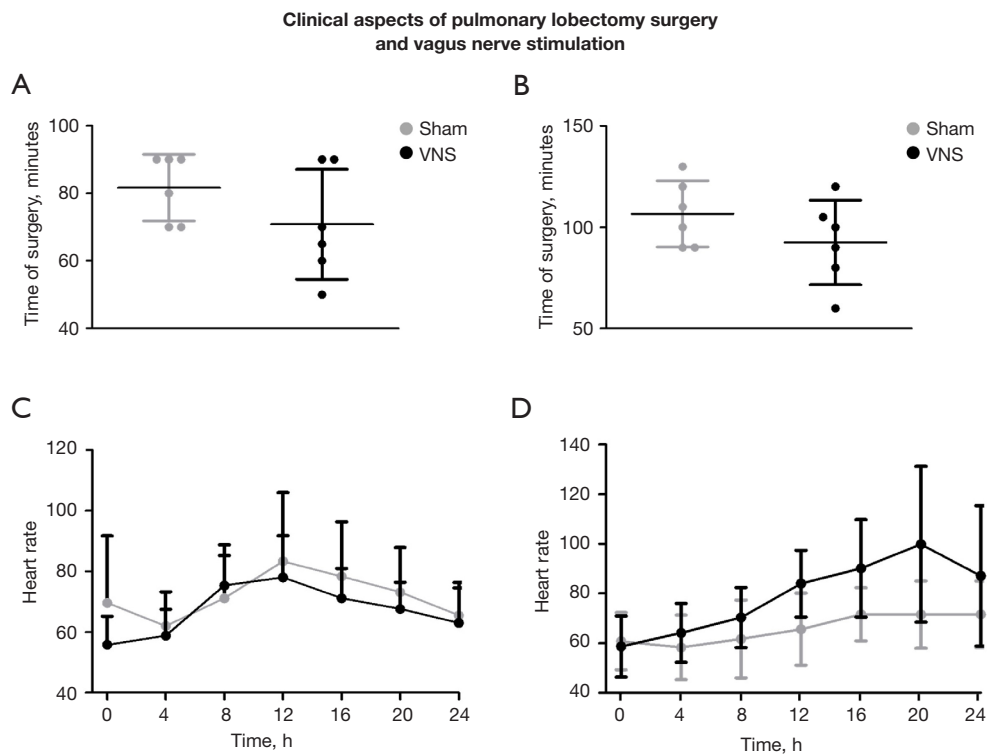 Clinical aspects of pulmonary lobectomy surgery
and vagus nerve stimulation
A
Time of surgery, minutes
100
80
60
40
Sham
VNS
B
Time of surgery, minutes
150
100
50
Sham
VNS
C
Heart rate
120
100
80
60
40
0 4 8 12 16 20 24
Time, h
D
Heart rate
140
120
100
80
60
40
0 4 8 12 16 20 24
Time, h